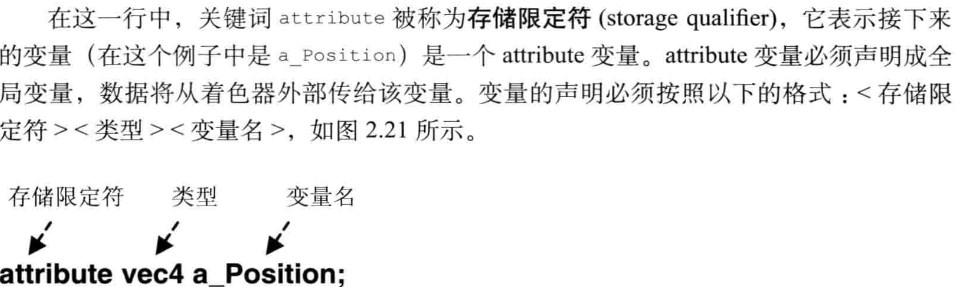 在这一行中，关键词 attribute 被称为存储限定符 (storage qualifier)，它表示接下来
的变量（在这个例子中是 a_Position）是一个 attribute 变量。attribute 变量必须声明成全
局变量，数据将从着色器外部传给该变量。变量的声明必须按照以下的格式：< 存储限
定符 > < 类型 > < 变量名 >，如图 2.21 所示。
存储限定符 类型 变量名
attribute vec4 a_Position;